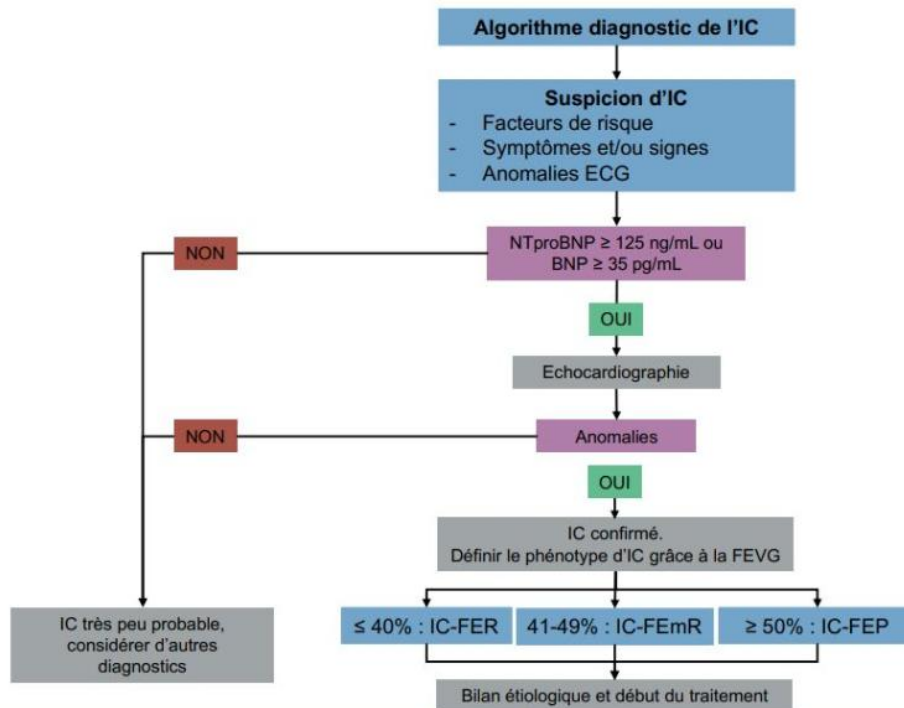 Algorithme diagnostic de l'IC
Suspicion d'IC
- Facteurs de risque
- Symptômes et/ou signes
- Anomalies ECG
NON
NTproBNP ≥ 125 ng/mL ou
BNP ≥ 35 pg/mL
OUI
Echocardiographie
NON
Anomalies
OUI
IC confirmé.
Définir le phénotype d'IC grâce à la FEVG
IC très peu probable,
considérer d'autres
diagnostics
≤ 40% : IC-FER
41-49% : IC-FEmR
≥ 50% : IC-FEP
Bilan étiologique et début du traitement